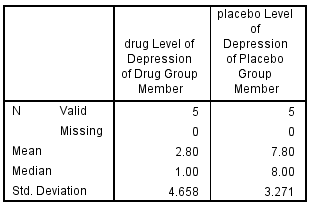 drug Level of
Depression
of Drug Group
Member
placebo Level
of
Depression
of Placebo
Group
Member
N Valid 5 5
Missing 0 0
Mean 2.80 7.80
Median 1.00 8.00
Std. Deviation 4.658 3.271